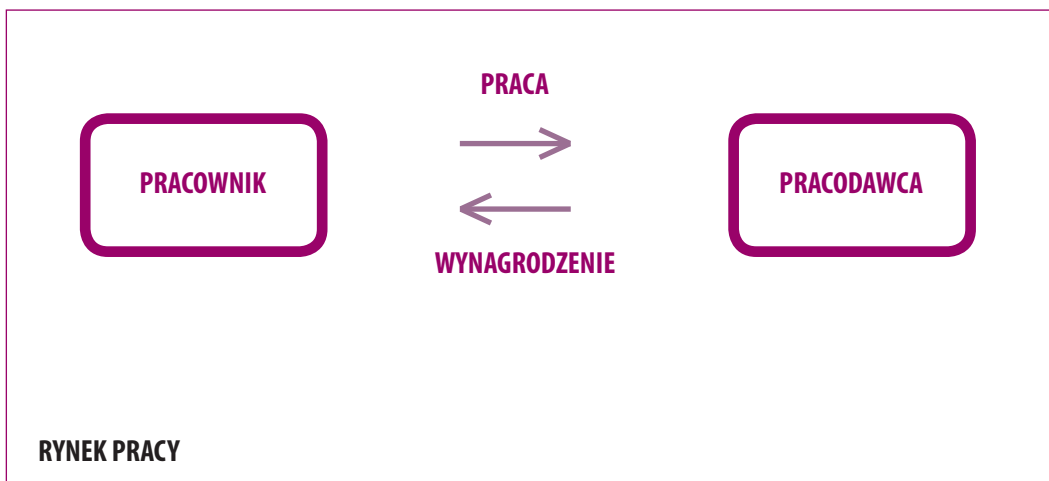 PRACA
PRACOWNIK
PRACODAWCA
WYNAGRODZENIE
RYNEK PRACY